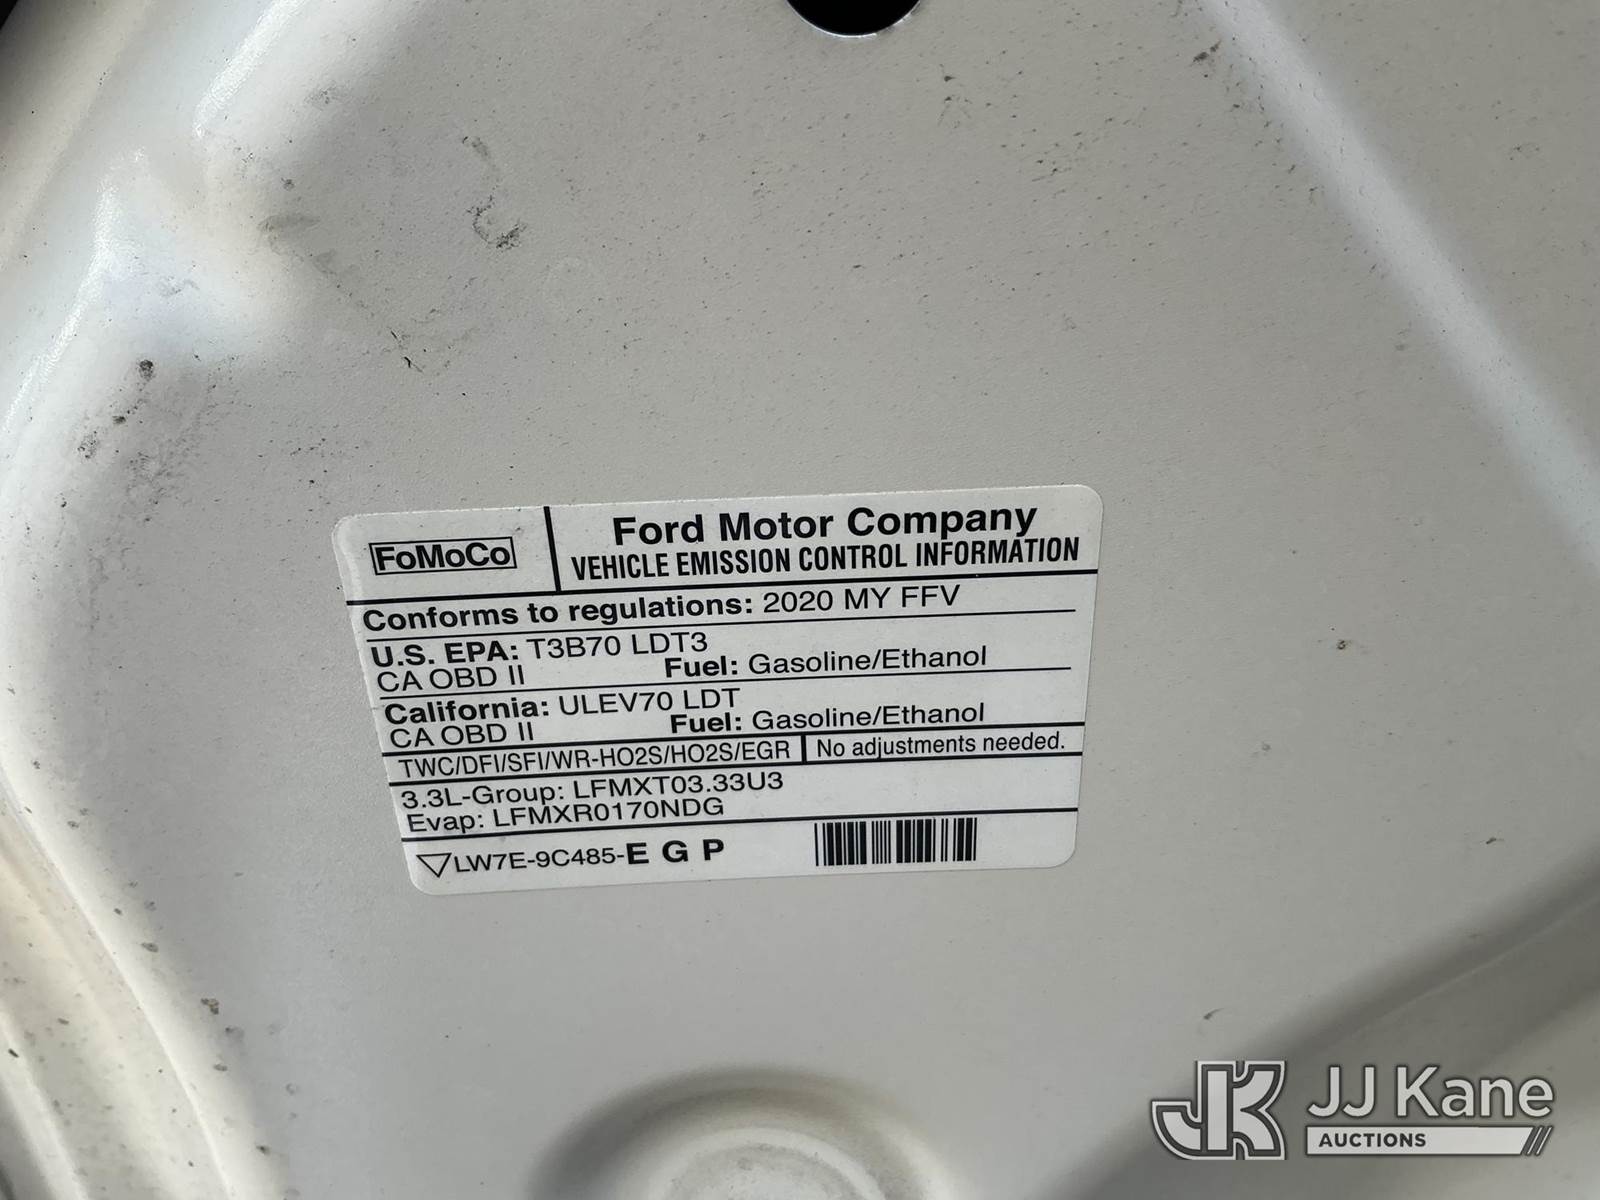 FoMoCo
Ford Motor Company
VEHICLE EMISSION CONTROL INFORMATION
Conforms to regulations: 2020 MY FFV
U.S. EPA: T3B70 LDT3
CA OBD II Fuel: Gasoline/Ethanol
California: ULEV70 LDT
CA OBD II Fuel: Gasoline/Ethanol
TWC/DFI/SFI/WR-HO2S/HO2S/EGR No adjustments needed.
3.3L-Group: LFMXT03.33U3
Evap: LFMXR0170NDG
LW7E-9C485-E G P
JK JJ Kane
AUCTIONS